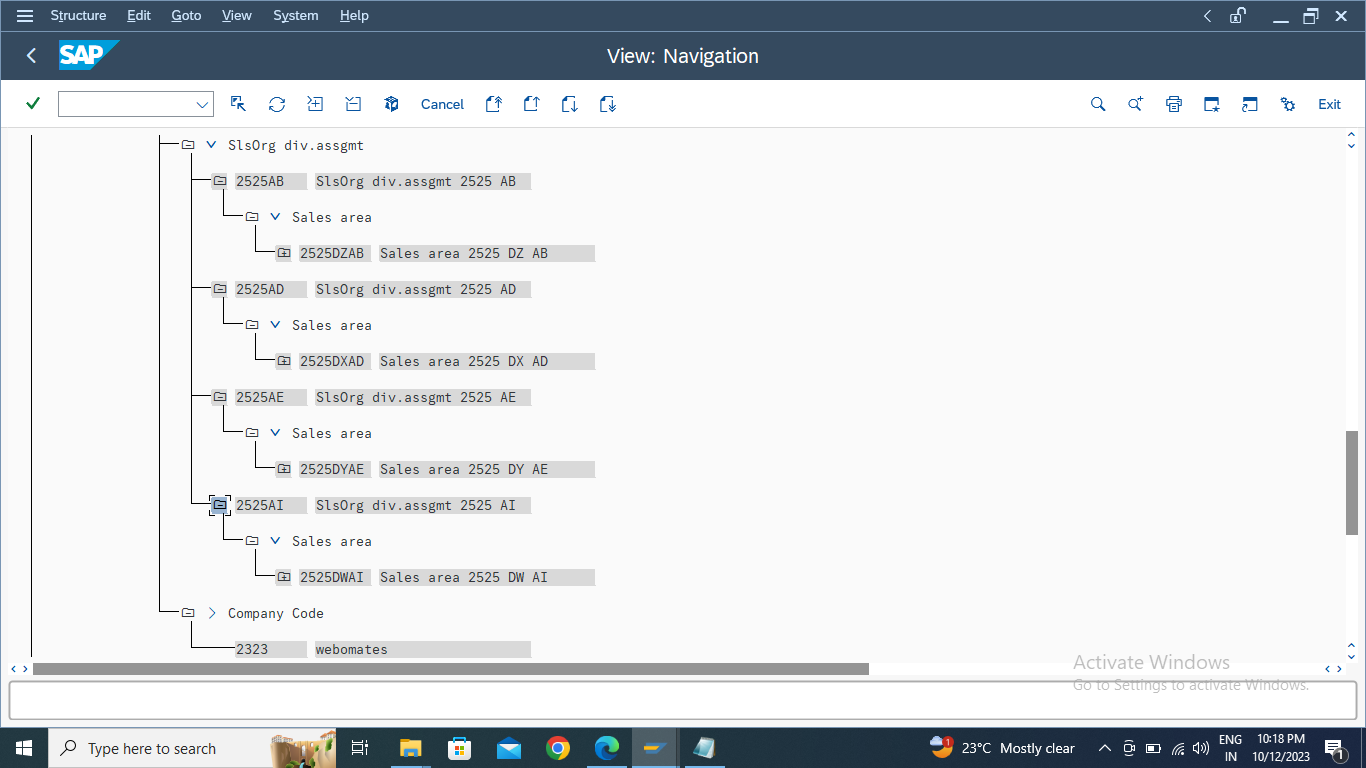 Structure Edit Goto View System Help
SAP View: Navigation
Cancel Exit
SlsOrg div.assgmt
2525AB SlsOrg div.assgmt 2525 AB
Sales area
2525DZAB Sales area 2525 DZ AB
2525AD SlsOrg div.assgmt 2525 AD
Sales area
2525DXAD Sales area 2525 DX AD
2525AE SlsOrg div.assgmt 2525 AE
Sales area
2525DYAE Sales area 2525 DY AE
2525AI SlsOrg div.assgmt 2525 AI
Sales area
2525DWAI Sales area 2525 DW AI
Company Code
2323 webomates
Activate Windows
Go to Settings to activate Windows.
Type here to search
1 23°C Mostly clear
ENG
IN
10:18 PM
10/12/2023
1